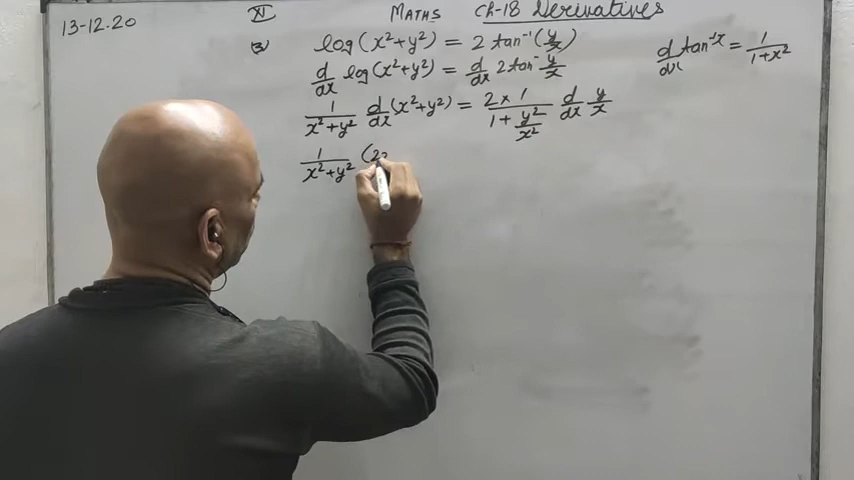 13-12-20 XI MATHS Ch-18 Derivatives
(3) log(x²+y²) = 2 tan⁻¹(y/x)
d/dx tan⁻¹x = 1/(1+x²)
d/dx log(x²+y²) = d/dx 2 tan⁻¹ y/x
1/(x²+y²) d/dx (x²+y²) = 2×1/(1+y²/x²) d/dx y/x
1/(x²+y²) (2